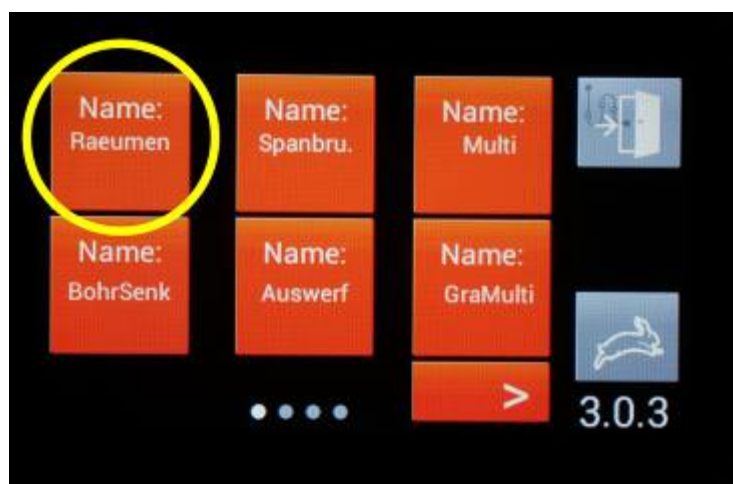 Name:
Raeumen
Name:
Spanbru.
Name:
Multi
Name:
BohrSenk
Name:
Auswerf
Name:
GraMulti
>
3.0.3